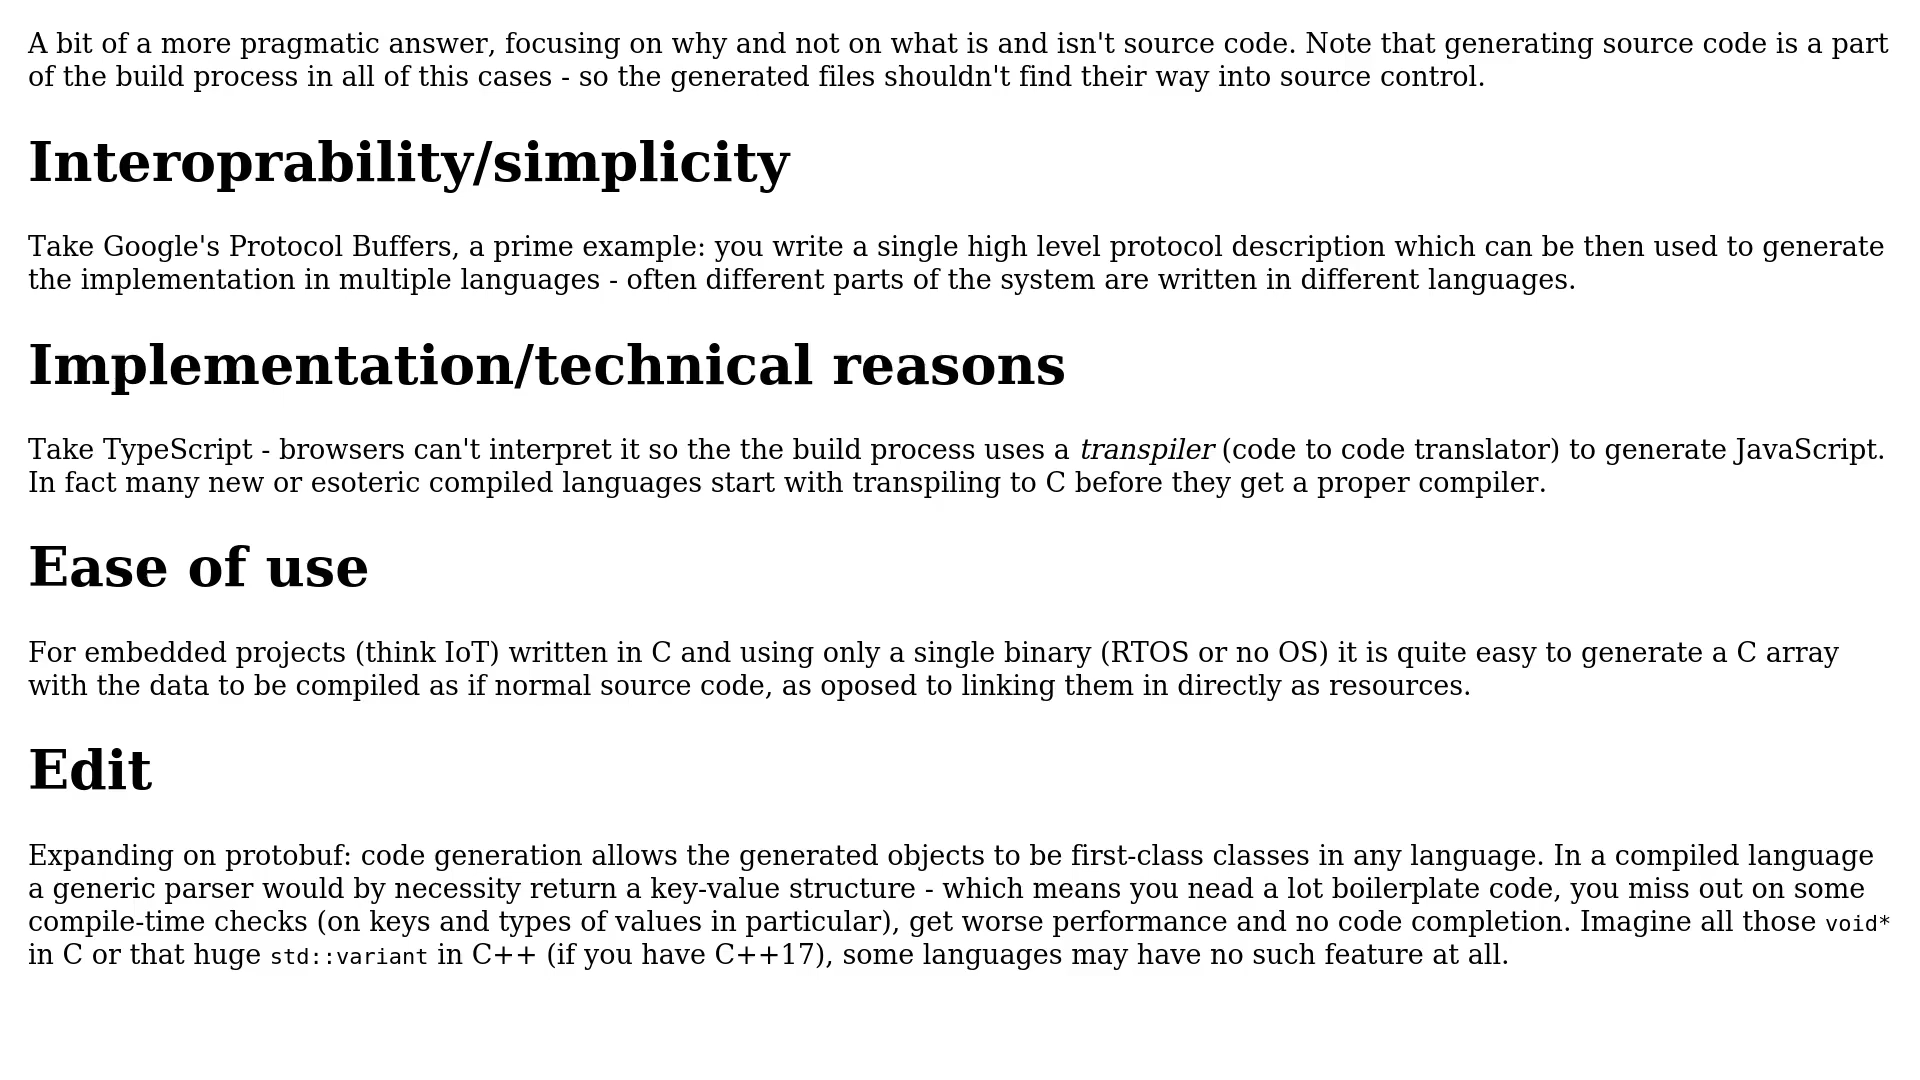 A bit of a more pragmatic answer, focusing on why and not on what is and isn't source code. Note that generating source code is a part
of the build process in all of this cases - so the generated files shouldn't find their way into source control.
Interoprability/simplicity
Take Google's Protocol Buffers, a prime example: you write a single high level protocol description which can be then used to generate
the implementation in multiple languages - often different parts of the system are written in different languages.
Implementation/technical reasons
Take TypeScript - browsers can't interpret it so the the build process uses a transpiler (code to code translator) to generate JavaScript.
In fact many new or esoteric compiled languages start with transpiling to C before they get a proper compiler.
Ease of use
For embedded projects (think IoT) written in C and using only a single binary (RTOS or no OS) it is quite easy to generate a C array
with the data to be compiled as if normal source code, as oposed to linking them in directly as resources.
Edit
Expanding on protobuf: code generation allows the generated objects to be first-class classes in any language. In a compiled language
a generic parser would by necessity return a key-value structure - which means you nead a lot boilerplate code, you miss out on some
compile-time checks (on keys and types of values in particular), get worse performance and no code completion. Imagine all those void*
in C or that huge std::variant in C++ (if you have C++17), some languages may have no such feature at all.